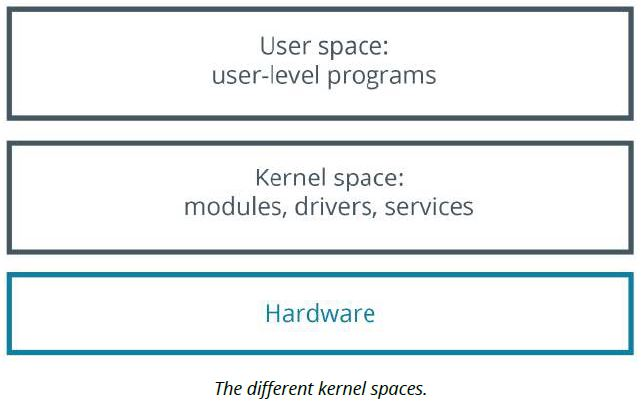 User space:
user-level programs
Kernel space:
modules, drivers, services
Hardware
The different kernel spaces.